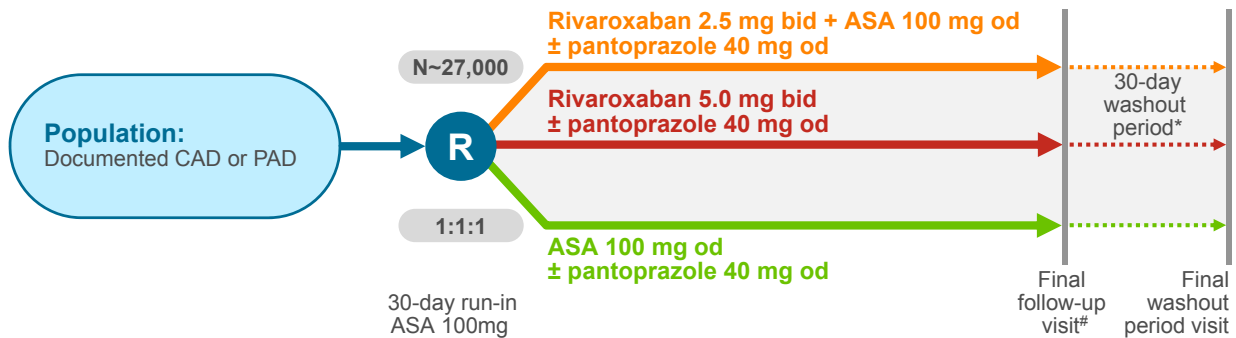 Population:
Documented CAD or PAD
N~27,000
R
1:1:1
30-day run-in
ASA 100mg
Rivaroxaban 2.5 mg bid + ASA 100 mg od
± pantoprazole 40 mg od
Rivaroxaban 5.0 mg bid
± pantoprazole 40 mg od
ASA 100 mg od
± pantoprazole 40 mg od
30-day
washout
period*
Final
follow-up
visit#
Final
washout
period visit